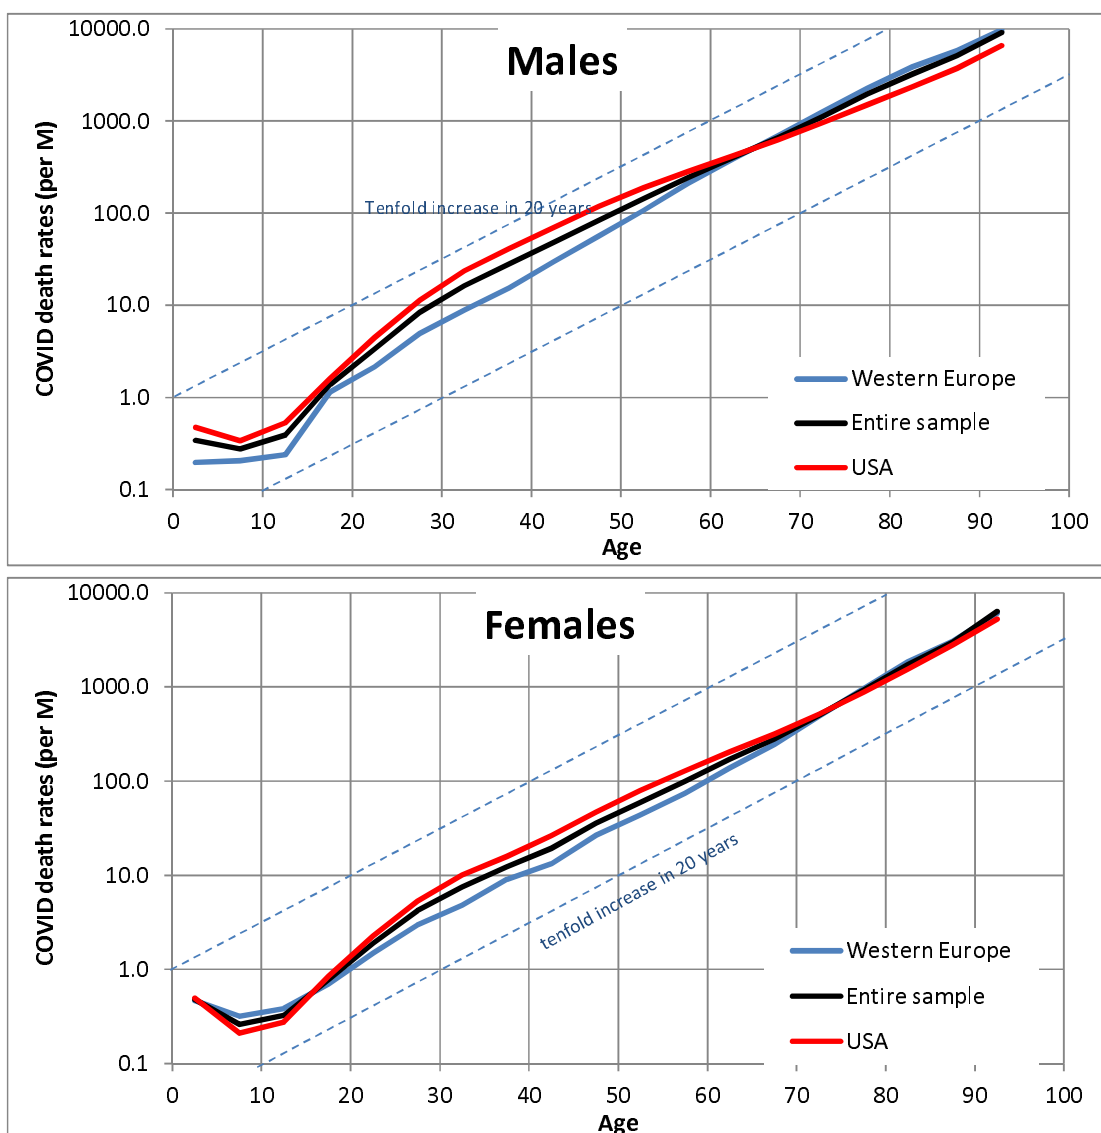 Males
10000.0
1000.0
100.0
10.0
1.0
0.1
COVID death rates (per M)
Tenfold increase in 20 years
Western Europe
Entire sample
USA
0 10 20 30 40 50 60 70 80 90 100
Age
Females
10000.0
1000.0
100.0
10.0
1.0
0.1
COVID death rates (per M)
tenfold increase in 20 years
Western Europe
Entire sample
USA
0 10 20 30 40 50 60 70 80 90 100
Age